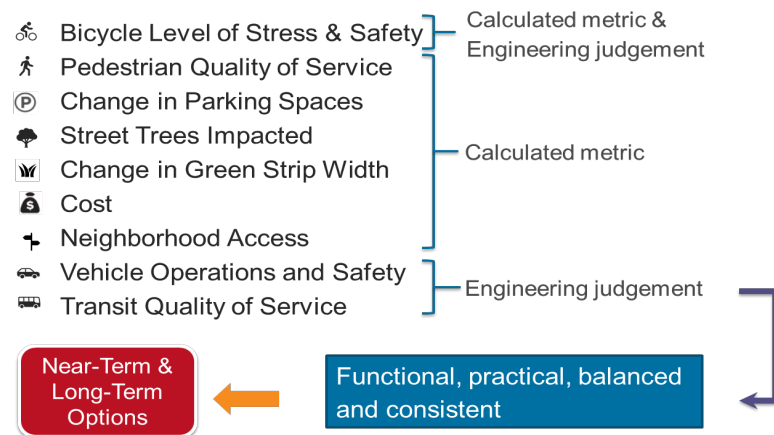 Bicycle Level of Stress & Safety
Calculated metric &
Engineering judgement
Pedestrian Quality of Service
Change in Parking Spaces
Street Trees Impacted
Change in Green Strip Width
Cost
Neighborhood Access
Calculated metric
Vehicle Operations and Safety
Transit Quality of Service
Engineering judgement
Functional, practical, balanced
and consistent
Near-Term &
Long-Term
Options